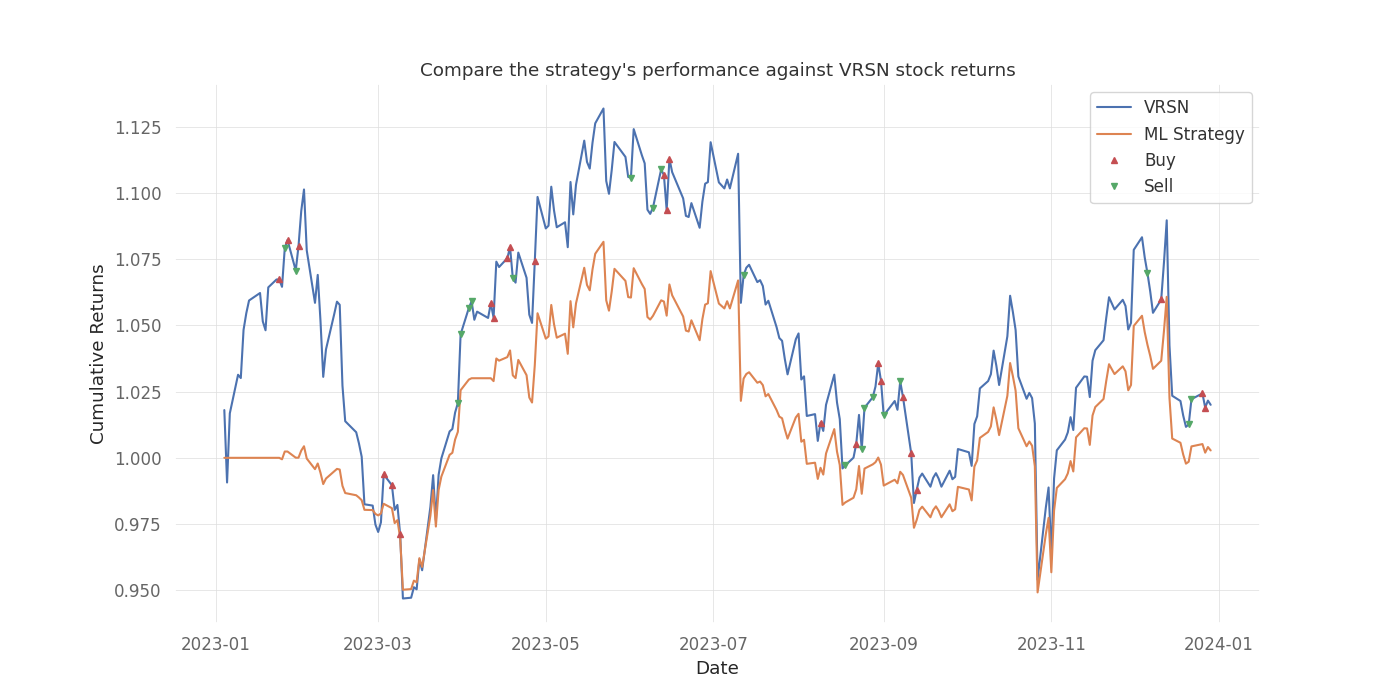 Compare the strategy's performance against VRSN stock returns
VRSN
ML Strategy
Buy
Sell
Cumulative Returns
1.125
1.100
1.075
1.050
1.025
1.000
0.975
0.950
2023-01
2023-03
2023-05
2023-07
2023-09
2023-11
2024-01
Date